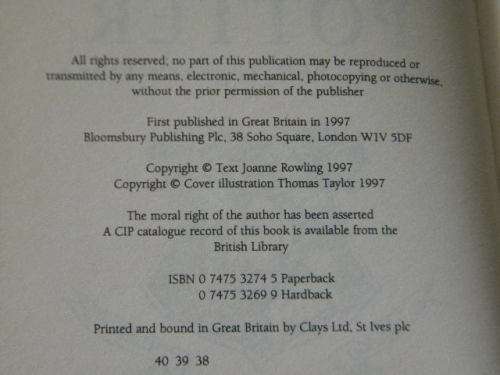 All rights reserved; no part of this publication may be reproduced or
transmitted by any means, electronic, mechanical, photocopying or otherwise,
without the prior permission of the publisher
First published in Great Britain in 1997
Bloomsbury Publishing Plc, 38 Soho Square, London W1V 5DF
Copyright © Text Joanne Rowling 1997
Copyright © Cover illustration Thomas Taylor 1997
The moral right of the author has been asserted
A CIP catalogue record of this book is available from the
British Library
ISBN 0 7475 3274 5 Paperback
0 7475 3269 9 Hardback
Printed and bound in Great Britain by Clays Ltd, St Ives plc
40 39 38